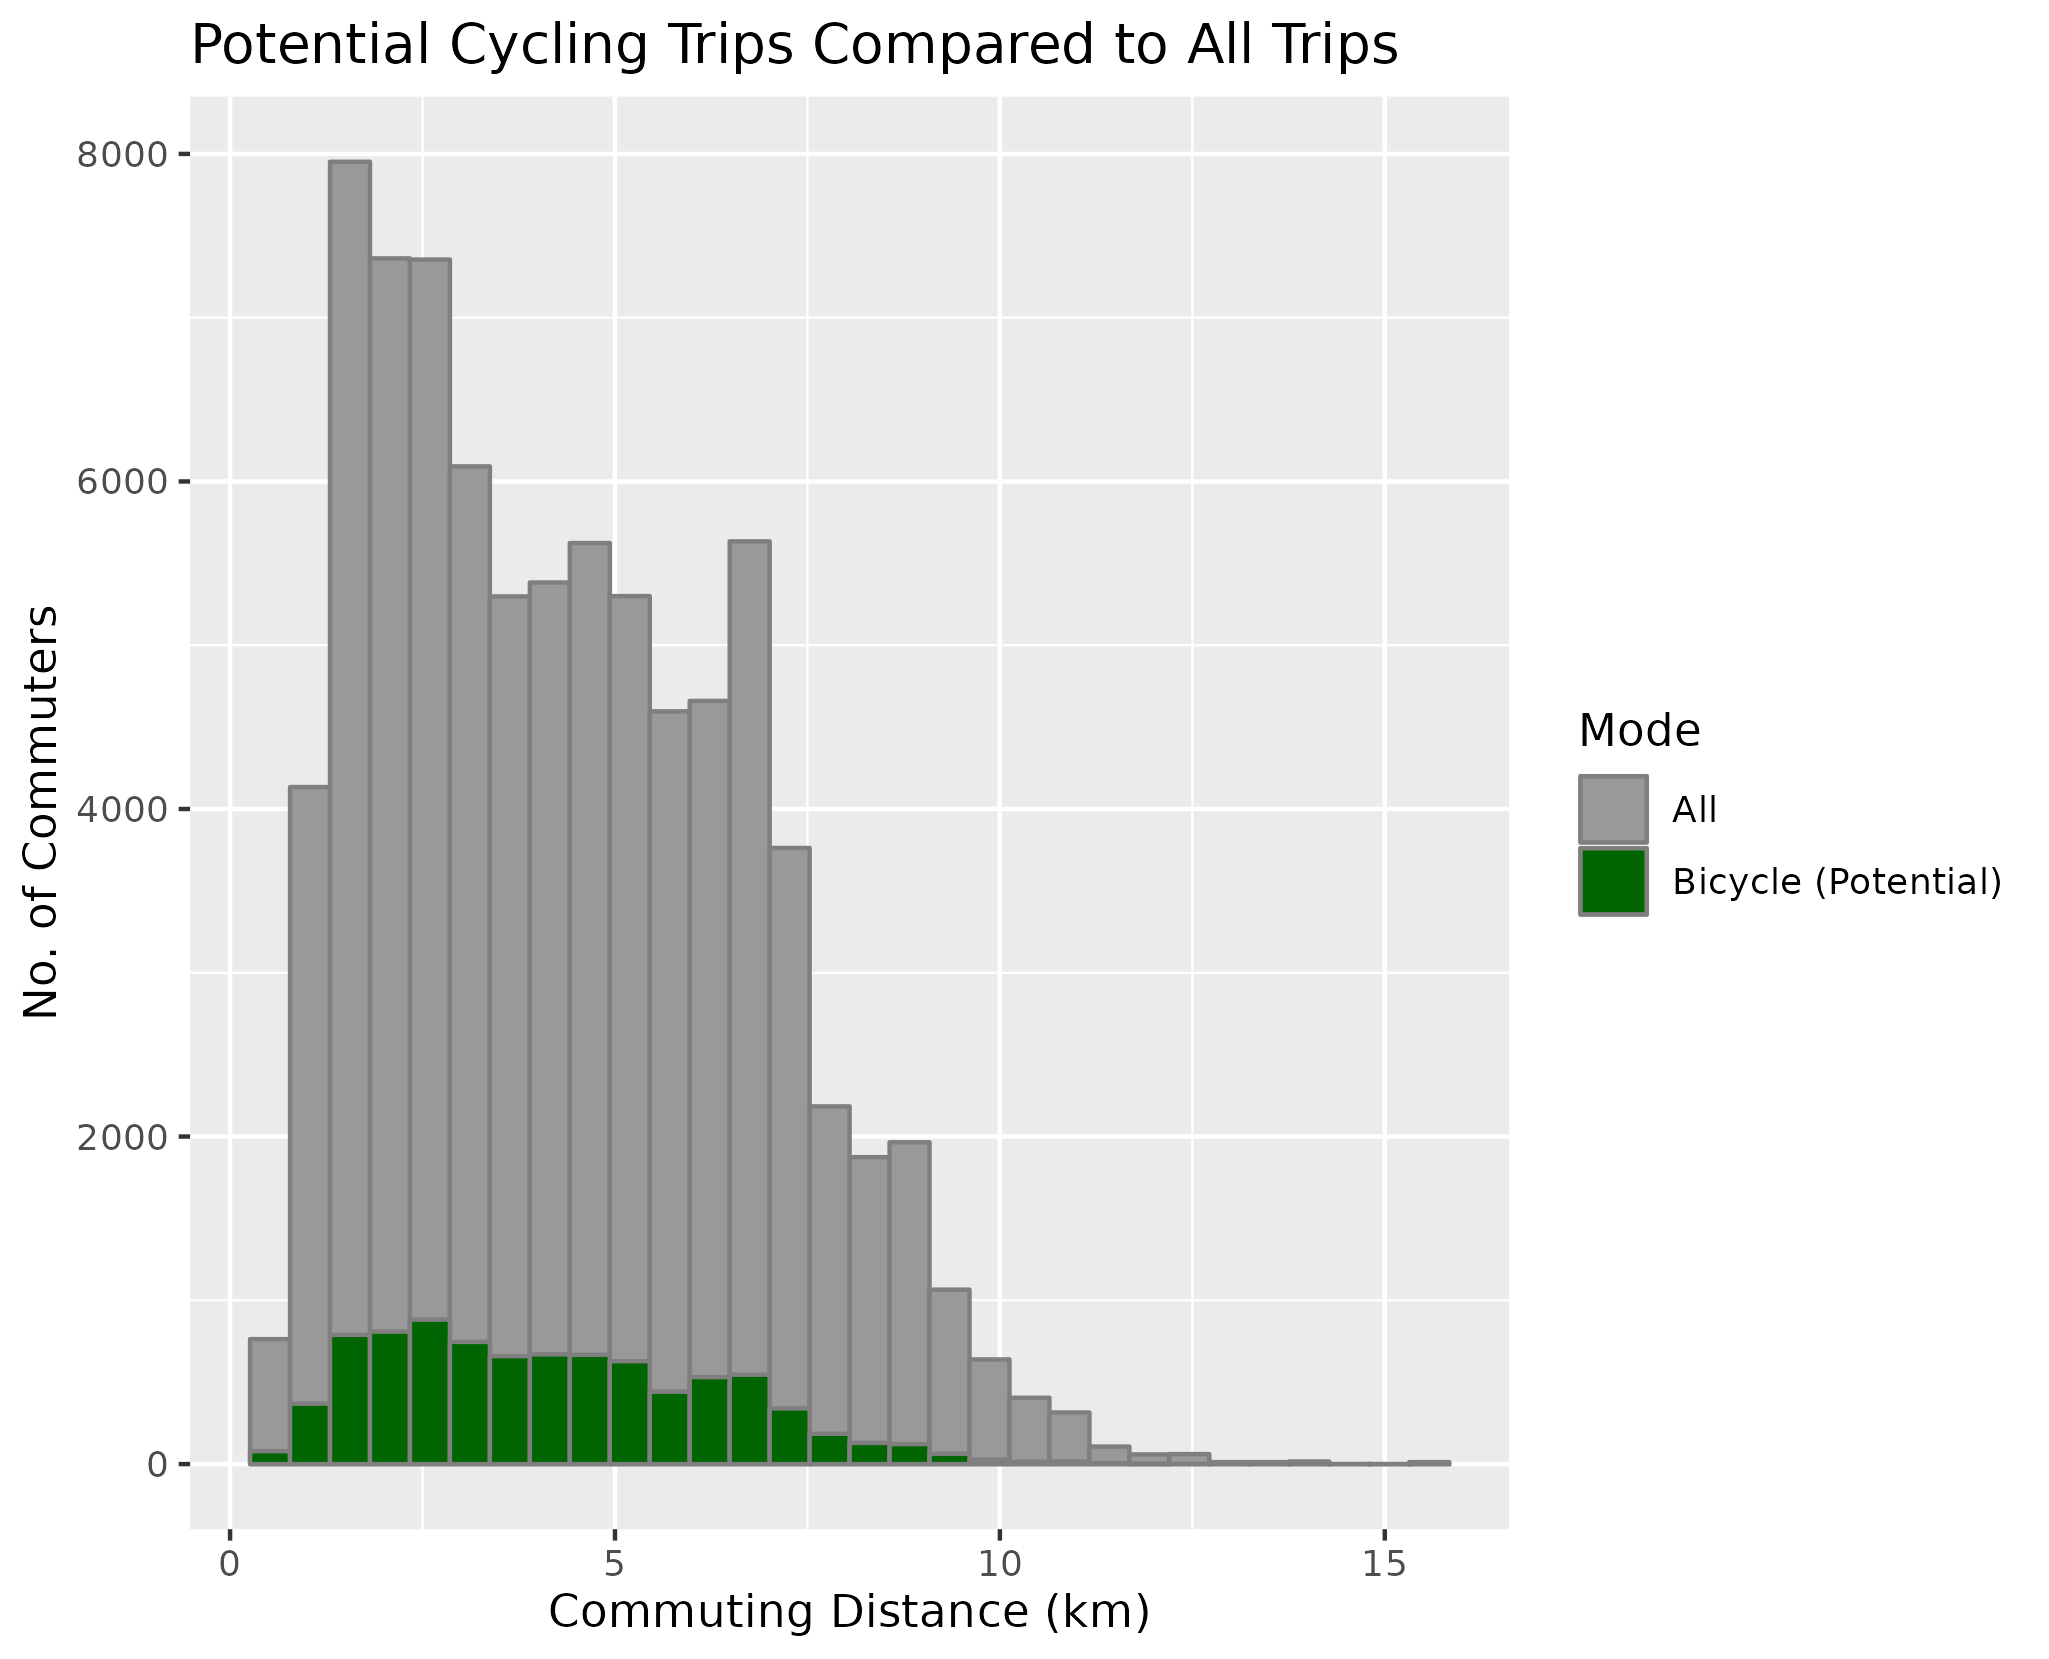 Potential Cycling Trips Compared to All Trips
No. of Commuters
8000
6000
4000
2000
0
0 5 10 15
Commuting Distance (km)
Mode
All
Bicycle (Potential)